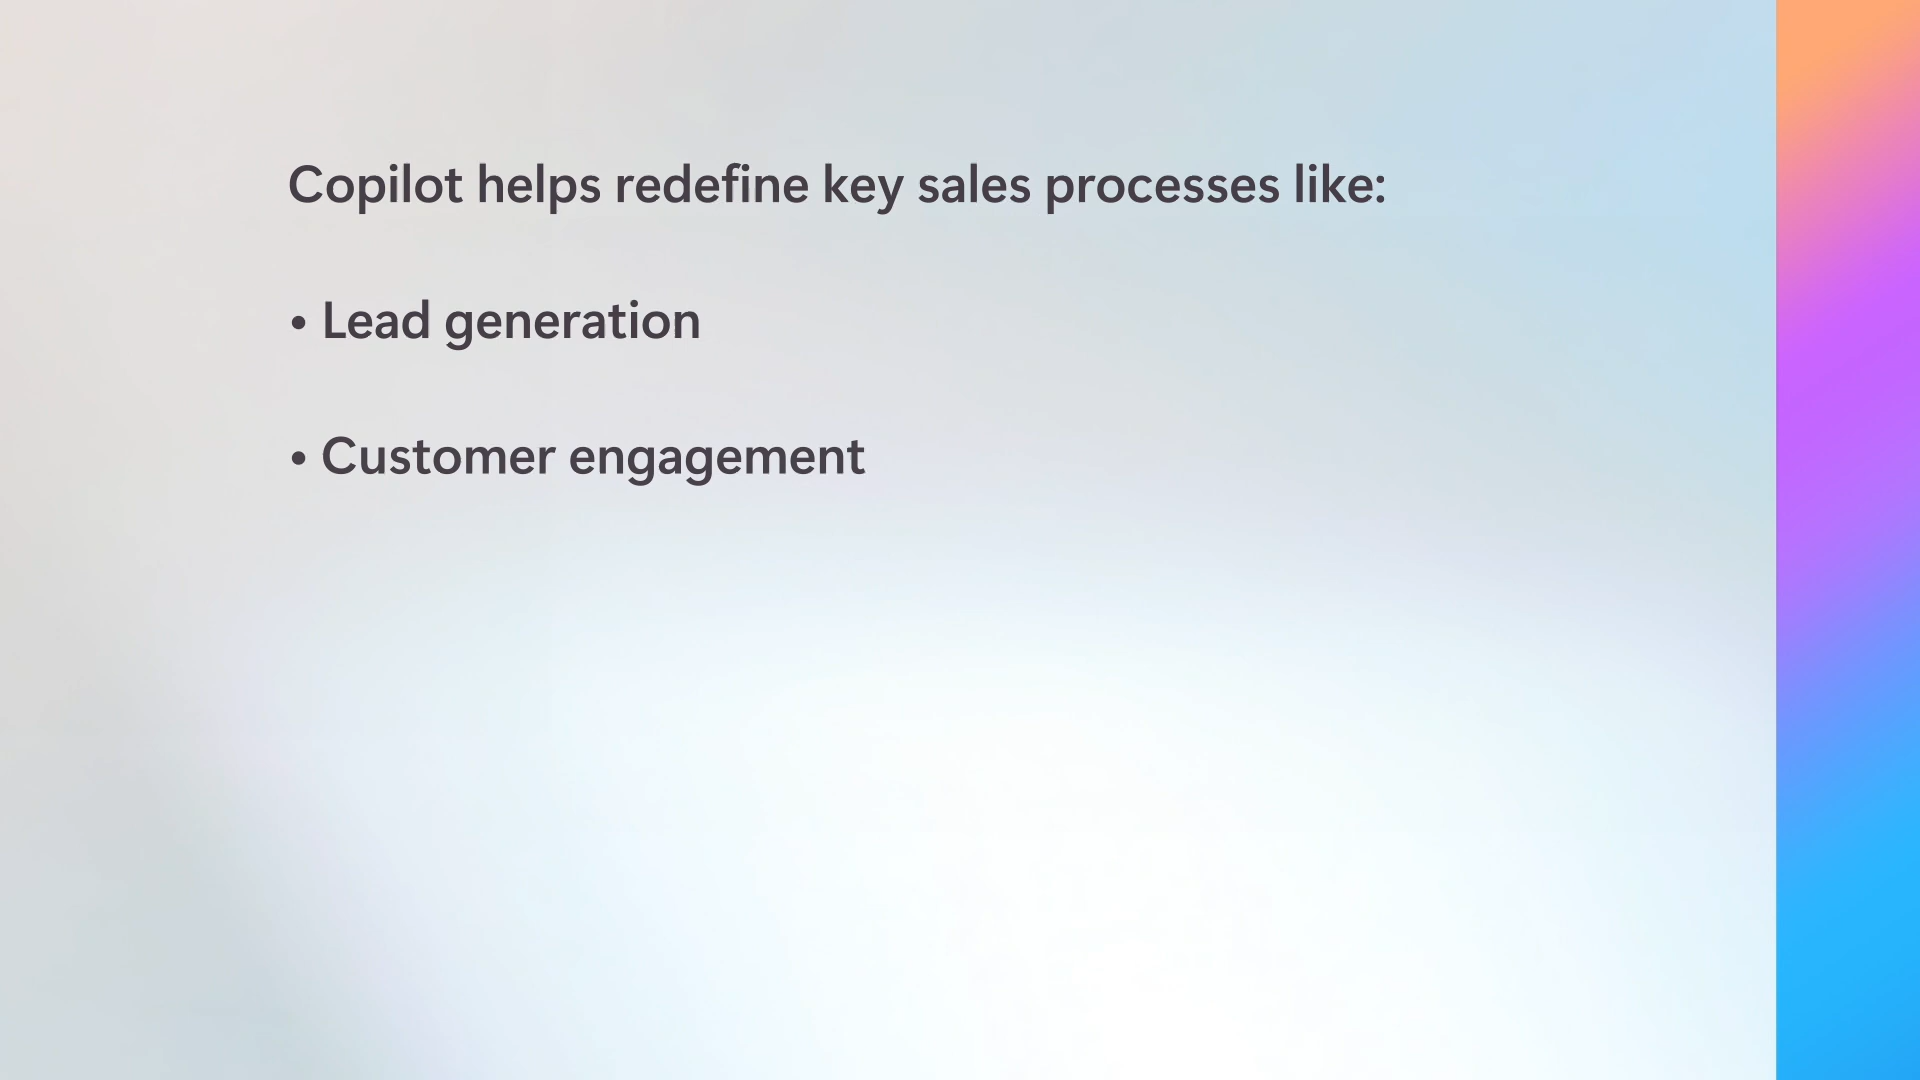 Copilot helps redefine key sales processes like:
• Lead generation
• Customer engagement